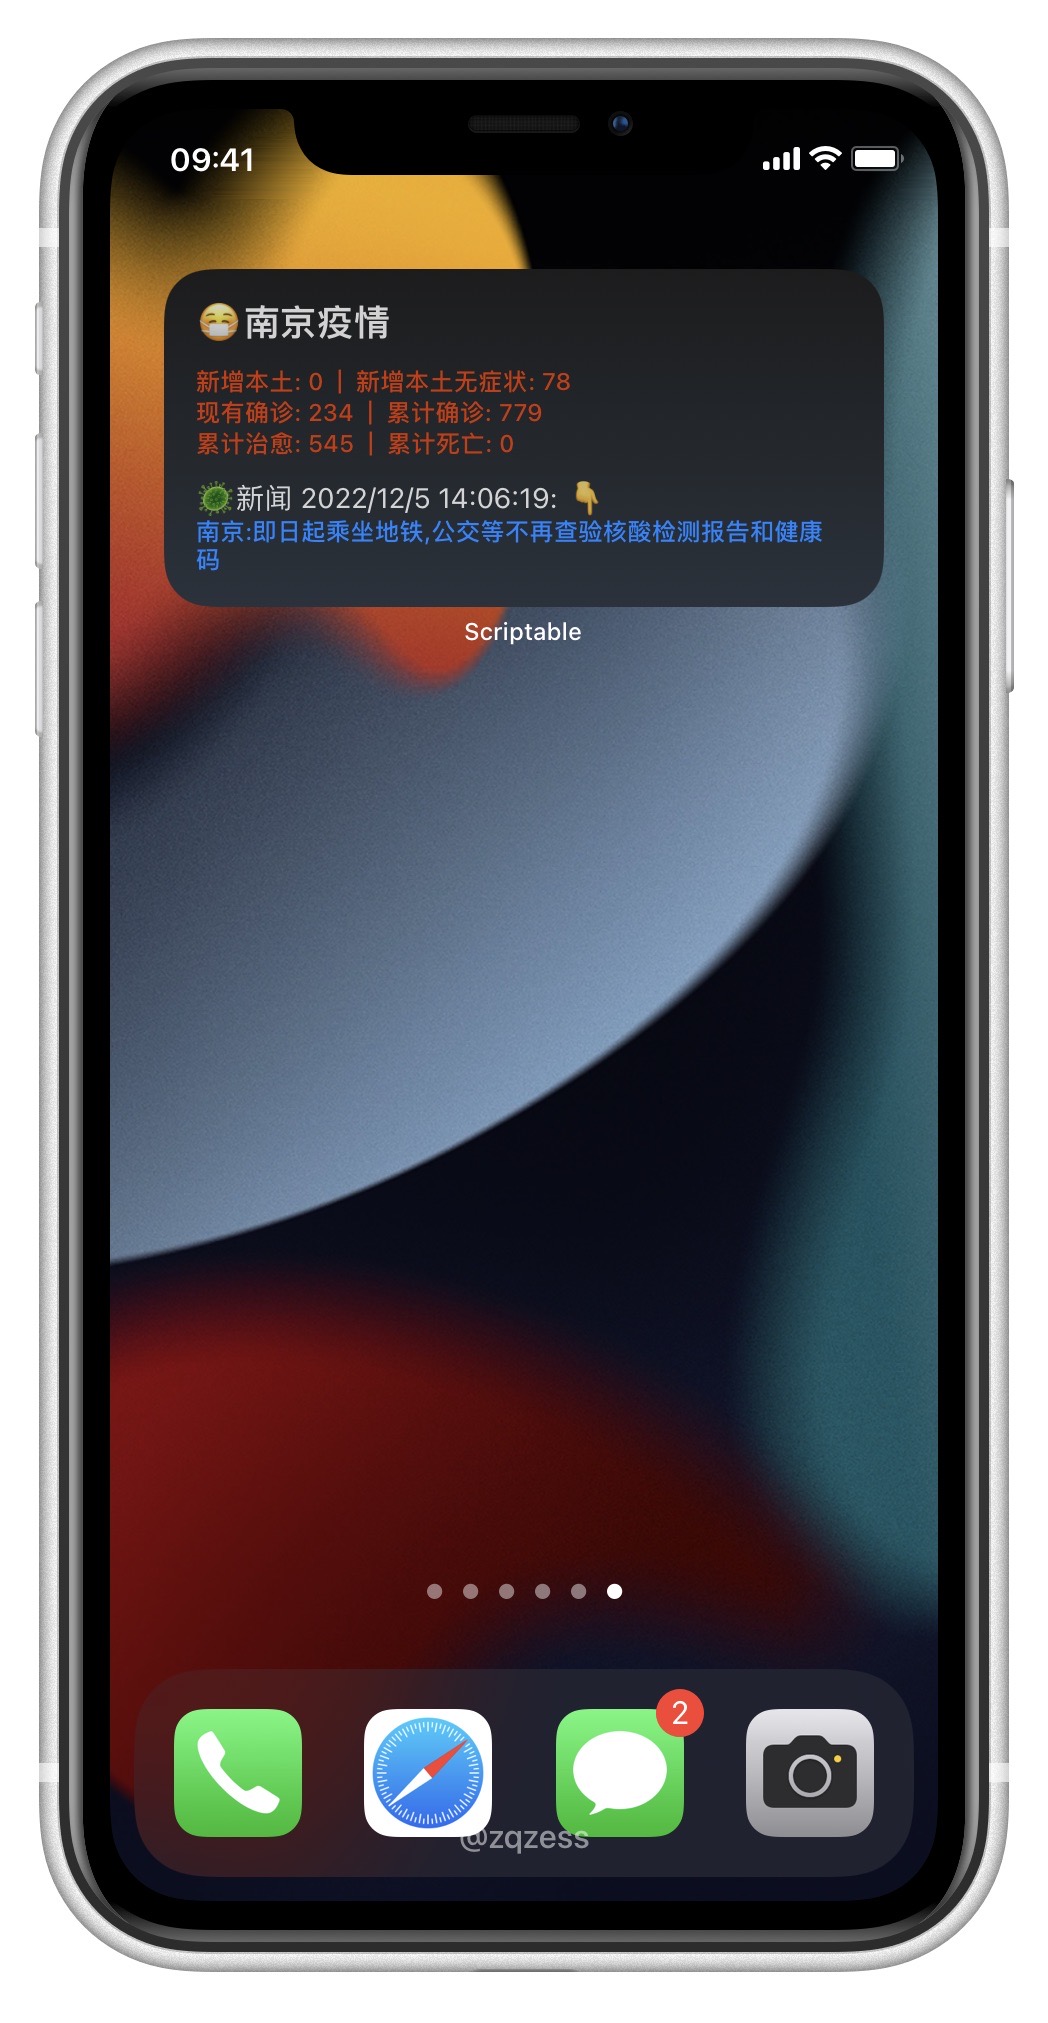 09:41
南京疫情
新增本土: 0 | 新增本土无症状: 78
现有确诊: 234 | 累计确诊: 779
累计治愈: 545 | 累计死亡: 0
新闻 2022/12/5 14:06:19:
南京:即日起乘坐地铁,公交等不再查验核酸检测报告和健康
码
Scriptable
2
@zqzess